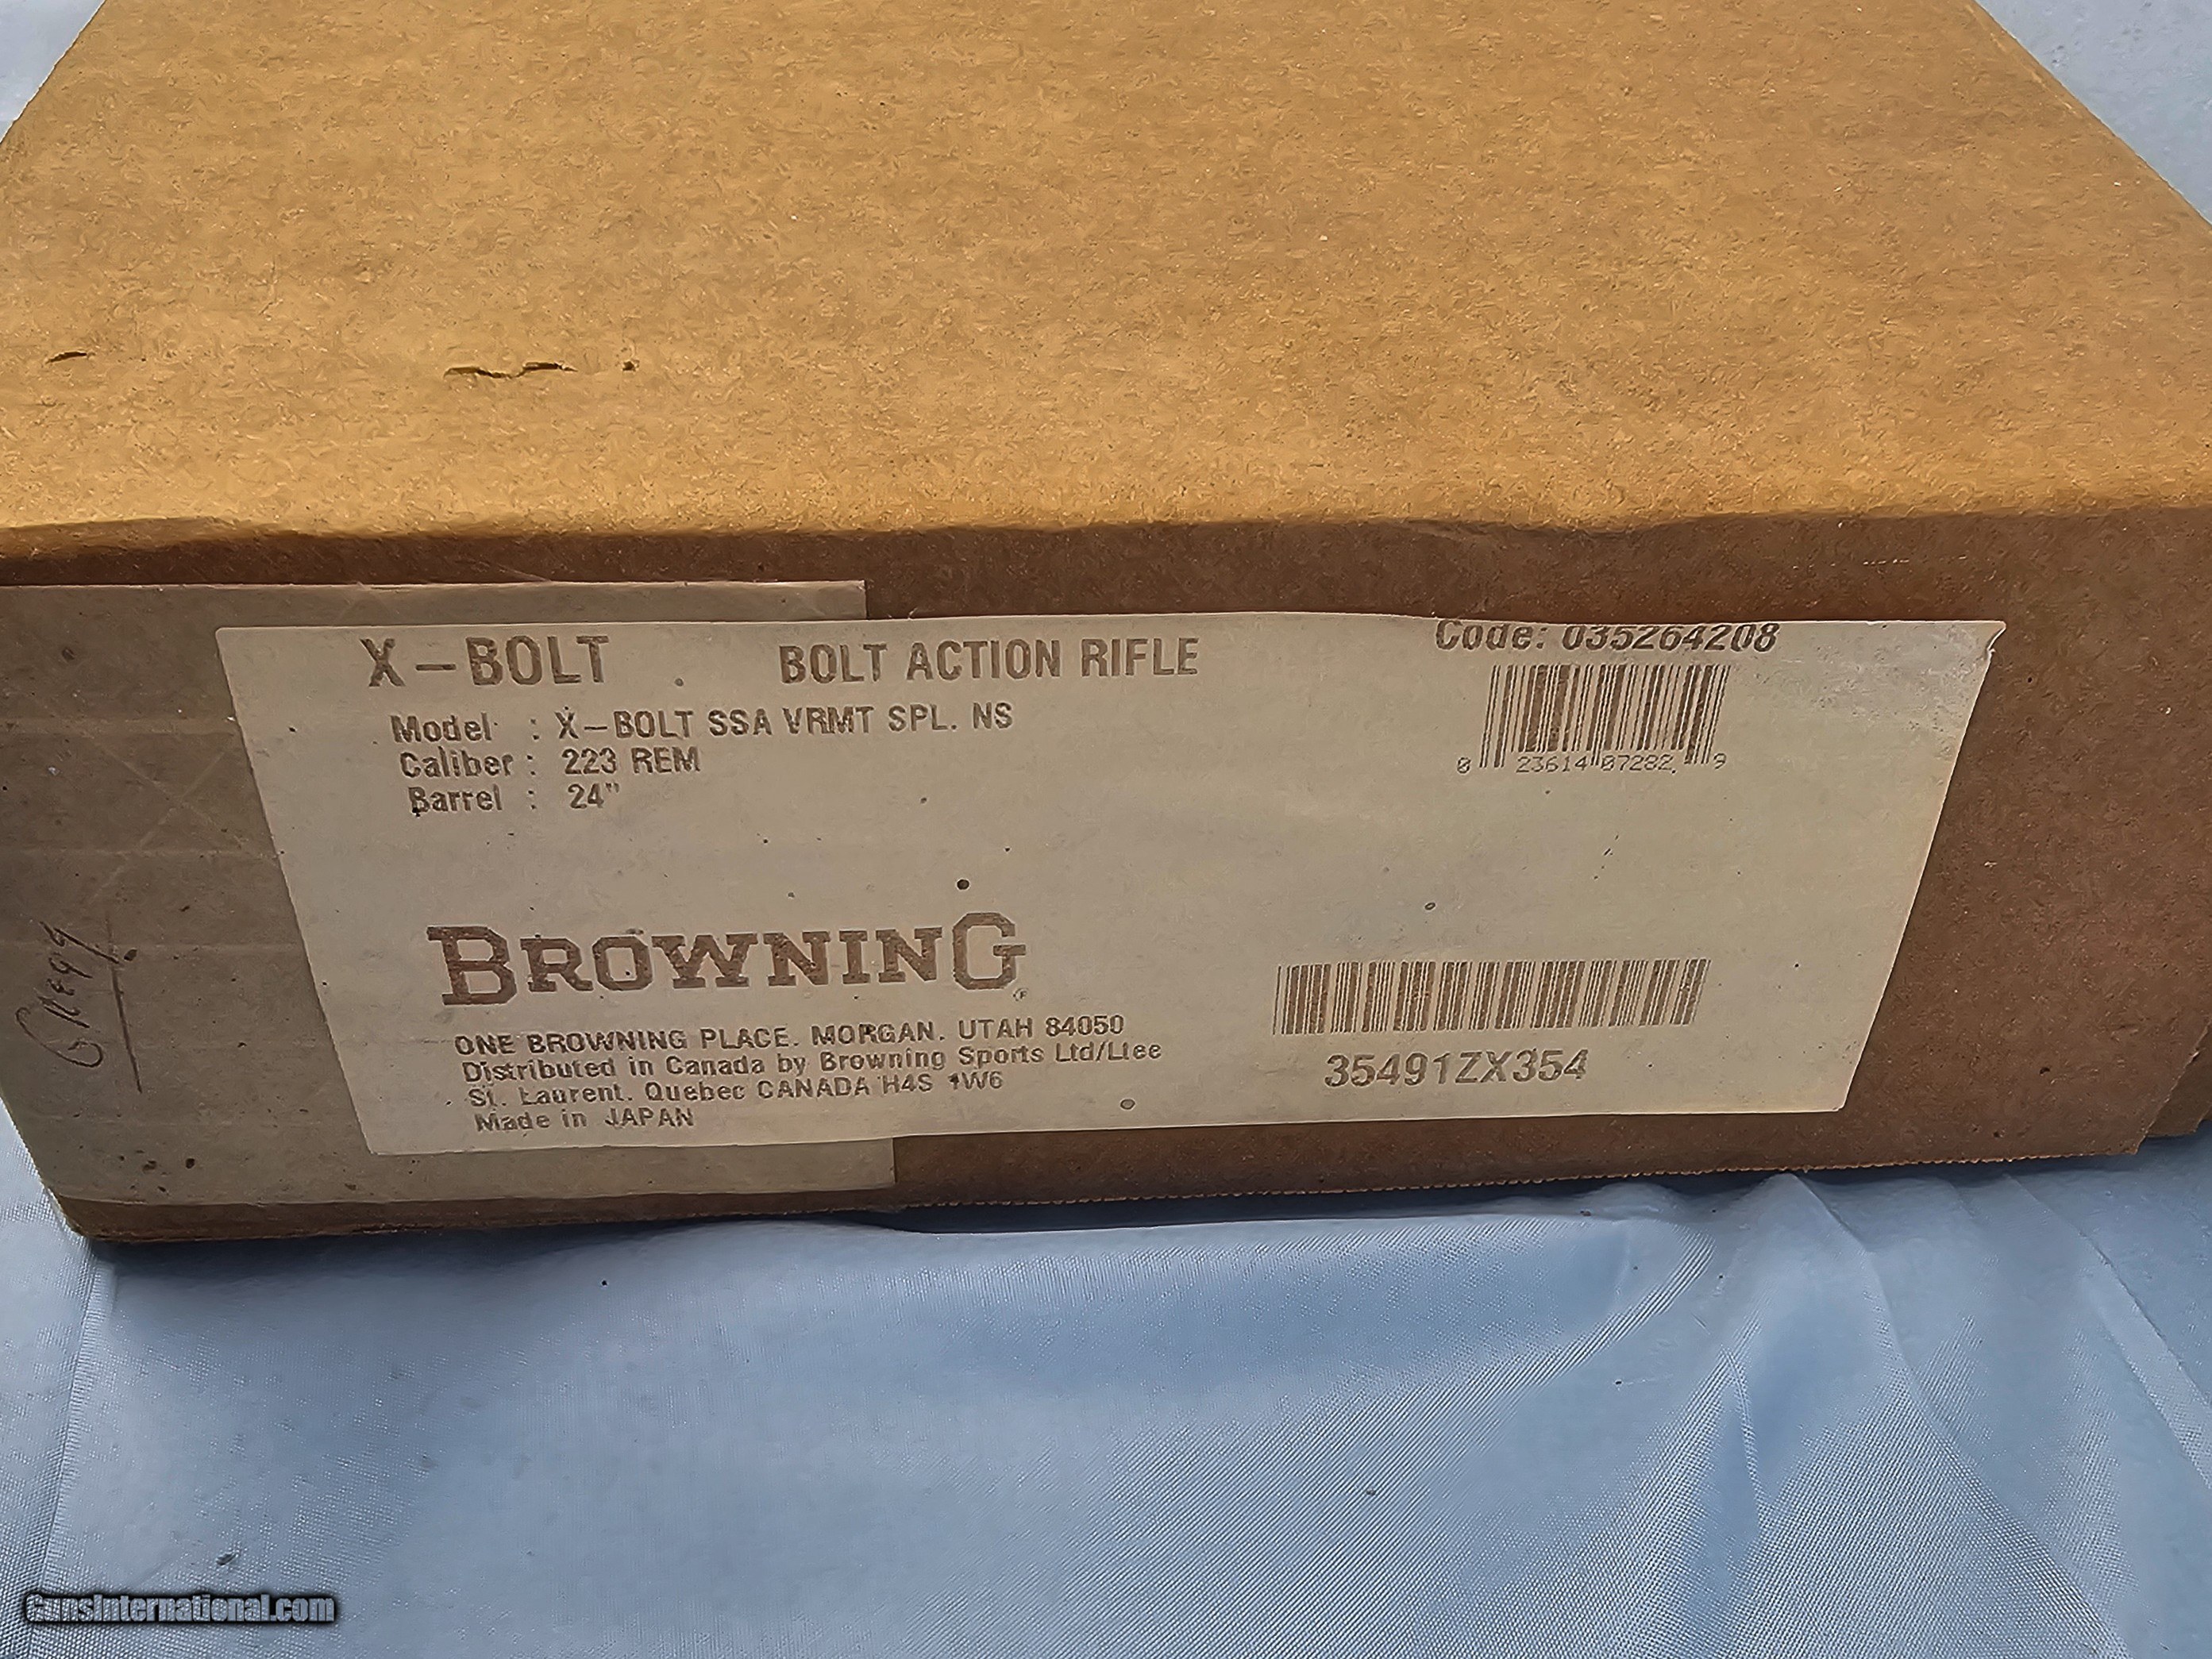 X-BOLT BOLT ACTION RIFLE
Code: 035264208
Model : X-BOLT SSA VRMT SPL. NS
Caliber : 223 REM
Barrel : 24"
0 23614 07282 9
BROWNING
ONE BROWNING PLACE. MORGAN. UTAH 84050
Distributed in Canada by Browning Sports Ltd/Ltee
St. Laurent. Quebec CANADA H4S 1W6
Made in JAPAN
35491ZX354
GunsInternational.com